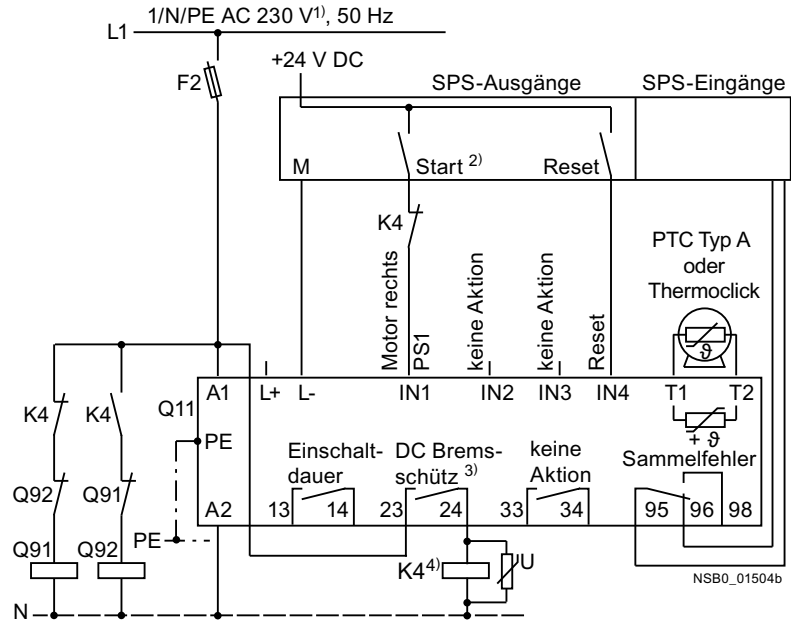 1/N/PE AC 230 V1), 50 Hz
L1
+24 V DC
F2
SPS-Ausgänge
SPS-Eingänge
M
Start 2)
Reset
K4
PTC Typ A
oder
Thermoclick
Motor rechts
PS1
keine Aktion
keine Aktion
Reset
ϑ
A1
L+
L-
IN1
IN2
IN3
IN4
T1
T2
Q11
K4
K4
PE
+ ϑ
Einschalt-
dauer
DC Brems-
schütz 3)
keine
Aktion
Sammelfehler
Q92
Q91
A2
13
14
23
24
33
34
95
96
98
PE
Q91
Q92
K44)
U
NSB0_01504b
N